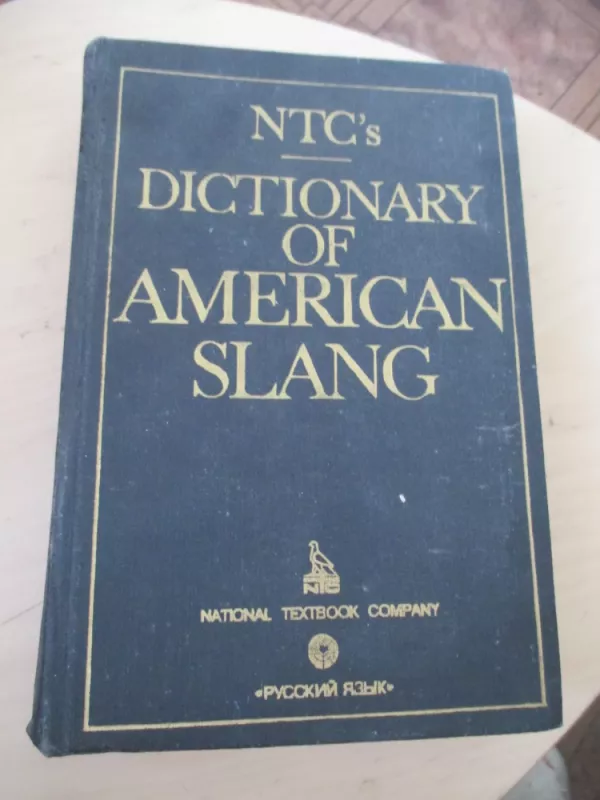 NTC's
DICTIONARY
OF
AMERICAN
SLANG
NTC
NATIONAL TEXTBOOK COMPANY
«РУССКИЙ ЯЗЫК»